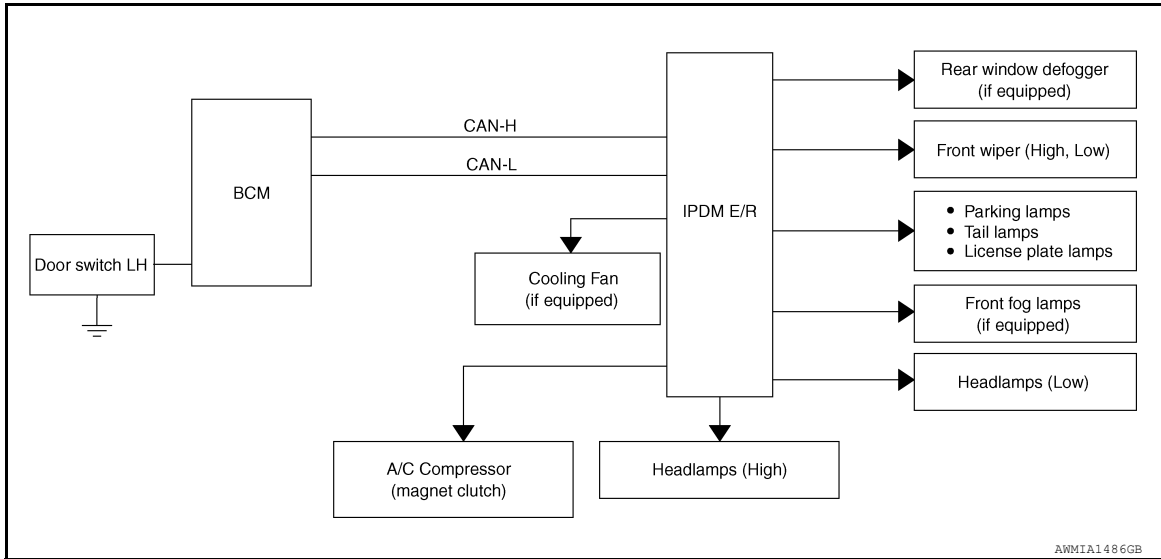 Rear window defogger
(if equipped)
CAN-H
Front wiper (High, Low)
CAN-L
BCM
IPDM E/R
• Parking lamps
• Tail lamps
• License plate lamps
Door switch LH
Cooling Fan
(if equipped)
Front fog lamps
(if equipped)
Headlamps (Low)
A/C Compressor
(magnet clutch)
Headlamps (High)
AWMIA1486GB